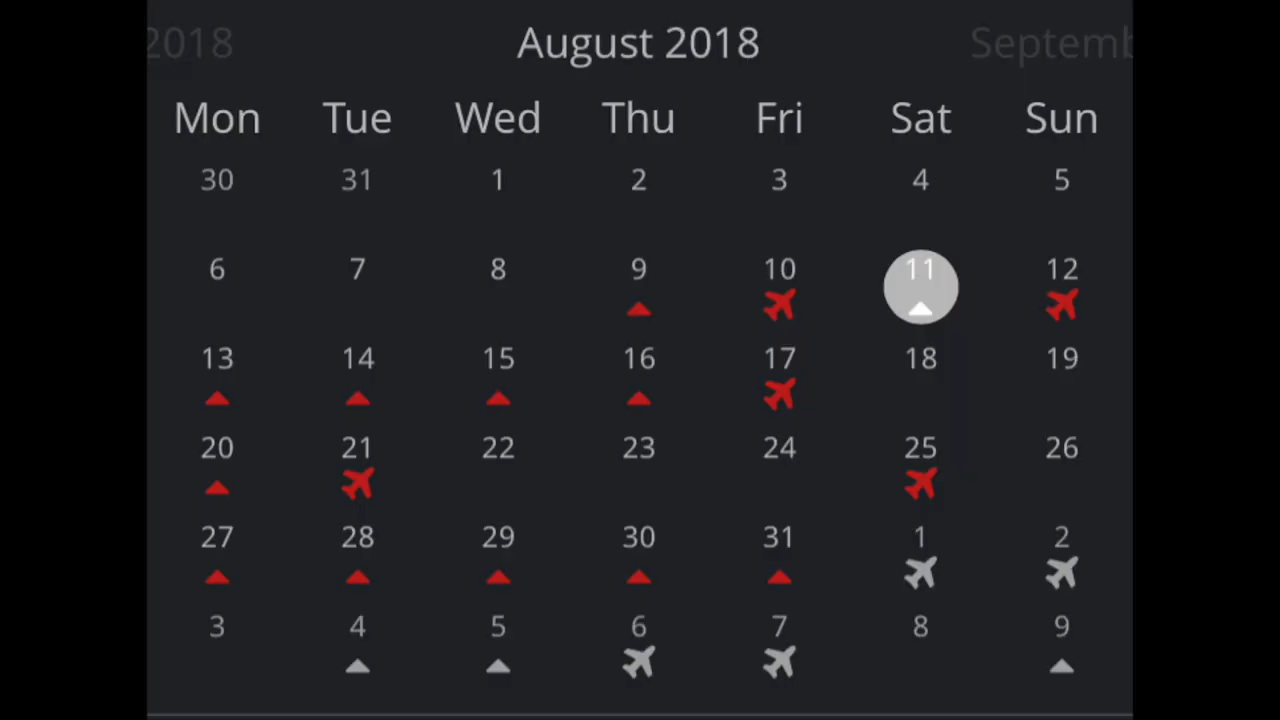 2018 August 2018 Septemb
Mon Tue Wed Thu Fri Sat Sun
30 31 1 2 3 4 5
6 7 8 9 10 11 12
13 14 15 16 17 18 19
20 21 22 23 24 25 26
27 28 29 30 31 1 2
3 4 5 6 7 8 9